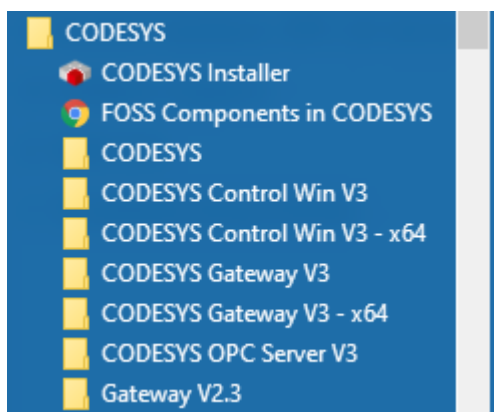 CODESYS
CODESYS Installer
FOSS Components in CODESYS
CODESYS
CODESYS Control Win V3
CODESYS Control Win V3 - x64
CODESYS Gateway V3
CODESYS Gateway V3 - x64
CODESYS OPC Server V3
Gateway V2.3